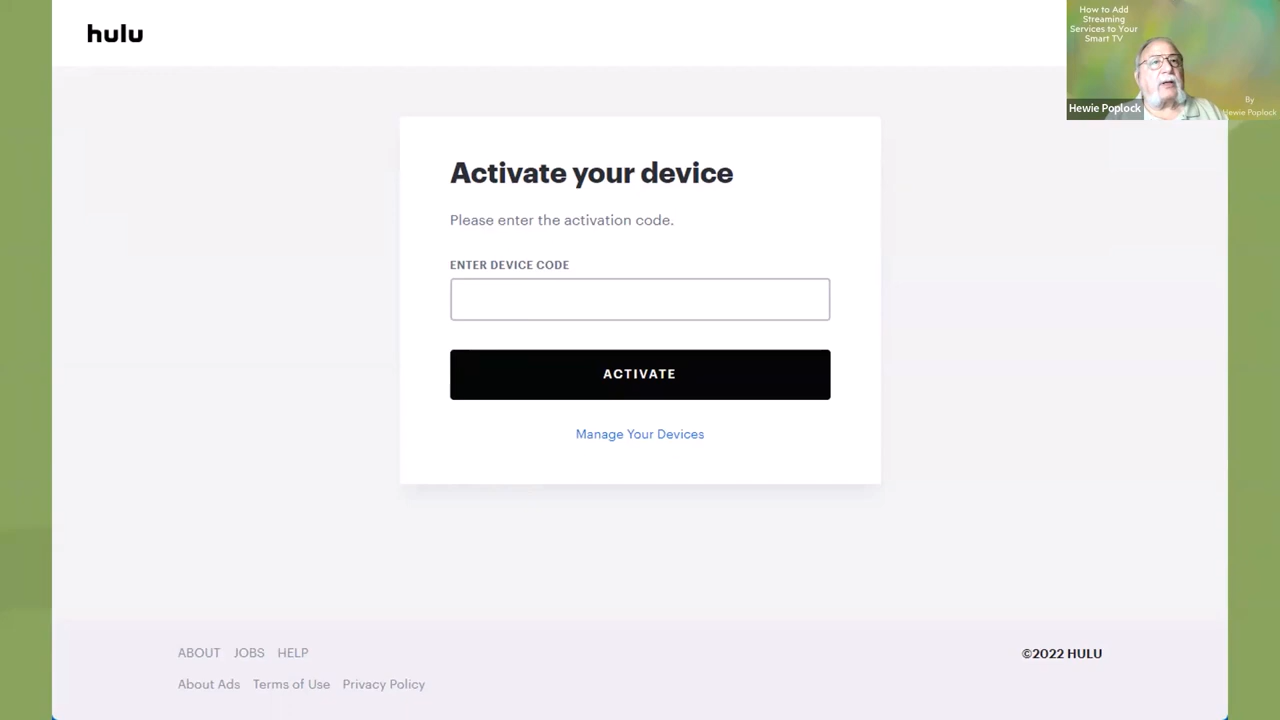 hulu
How to Add
Streaming
Services to Your
Smart TV
Hewie Poplock
By
Hewie Poplock
Activate your device
Please enter the activation code.
ENTER DEVICE CODE
ACTIVATE
Manage Your Devices
ABOUT JOBS HELP
©2022 HULU
About Ads Terms of Use Privacy Policy